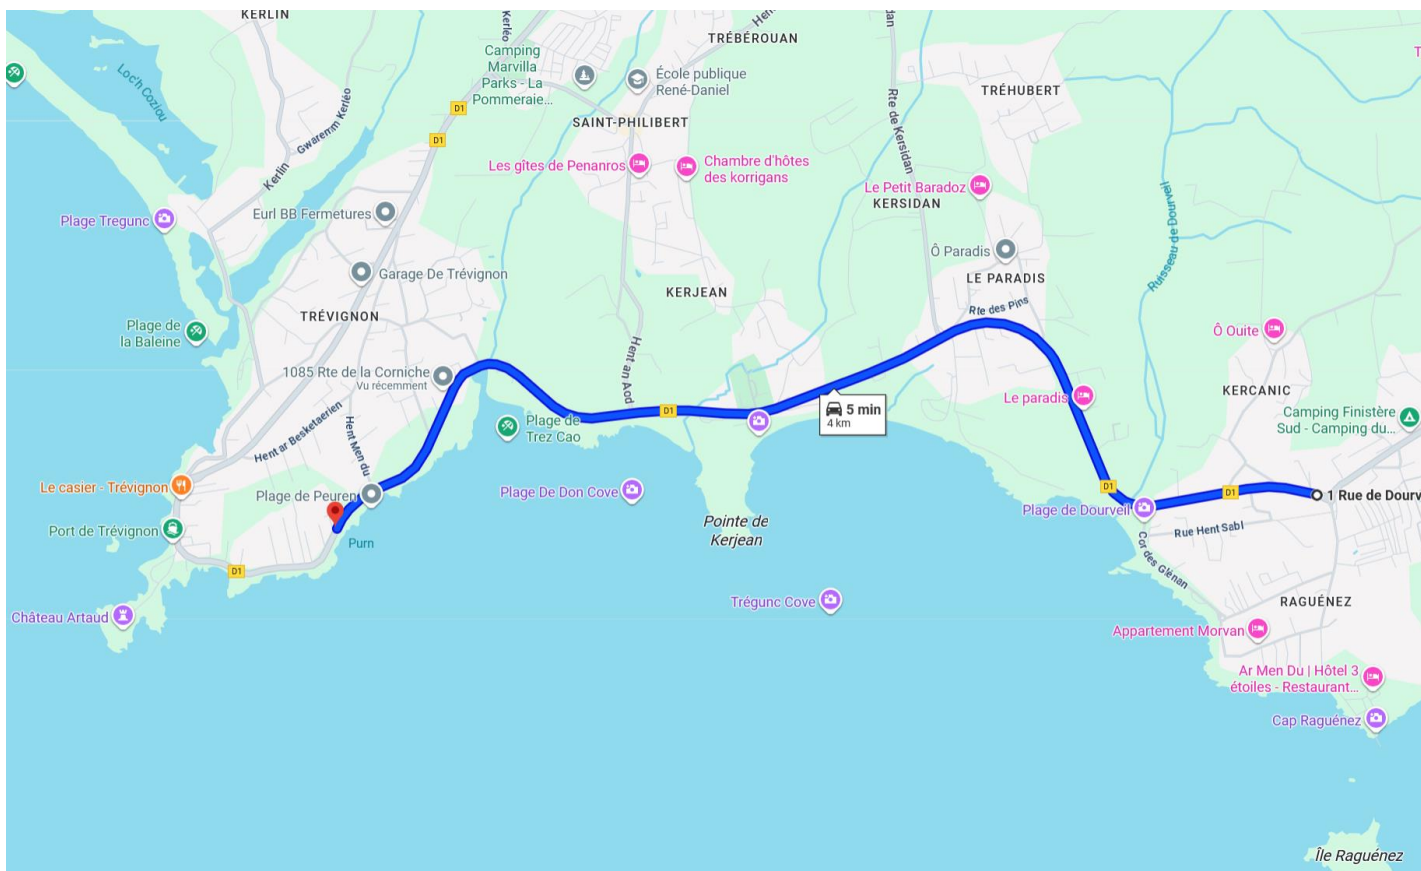 KERLIN
Kerléo
Hen
dan
TRÉBÉROUAN
Camping
Marvilla
Parks - La
Pommeraie...
Loc'h Coziou
École publique
René-Daniel
TRÉHUBERT
Gwaremm Kerléo
D1
D1
SAINT-PHILIBERT
Rte de Kersidan
Kerlin
Les gîtes de Penanros
Chambre d'hôtes
des korrigans
Le Petit Baradoz
KERSIDAN
Plage Tregunc
Eurl BB Fermetures
Ruisseau de Dourveil
Ô Paradis
Garage De Trévignon
LE PARADIS
KERJEAN
Rte des Pins
TRÉVIGNON
Plage de
la Baleine
Ô Ouite
Hent an Aod
1085 Rte de la Corniche
Vu récemment
KERCANIC
Le paradis
5 min
4 km
D1
Camping Finistère
Sud - Camping du...
Plage de
Trez Cao
Hent ar Besketaerien
Hent Men du
Le casier - Trévignon
Plage de Peuren
Plage De Don Cove
D1
D1
1 Rue de Dourv
Plage de Dourveil
Pointe de
Kerjean
Port de Trévignon
Purn
Rue Hent Sabl
Cor des Glénan
D1
Trégunc Cove
RAGUÉNEZ
Château Artaud
Appartement Morvan
Ar Men Du | Hôtel 3
étoiles - Restaurant...
Cap Raguénez
Île Raguénez